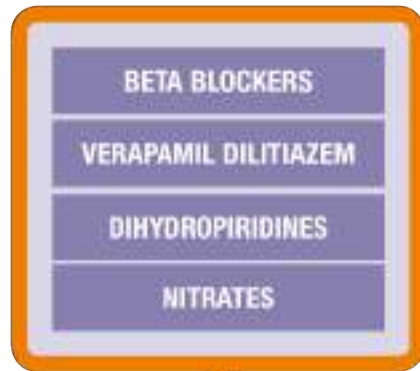 BETA BLOCKERS
VERAPAMIL DILITIAZEM
DIHYDROPIRIDINES
NITRATES